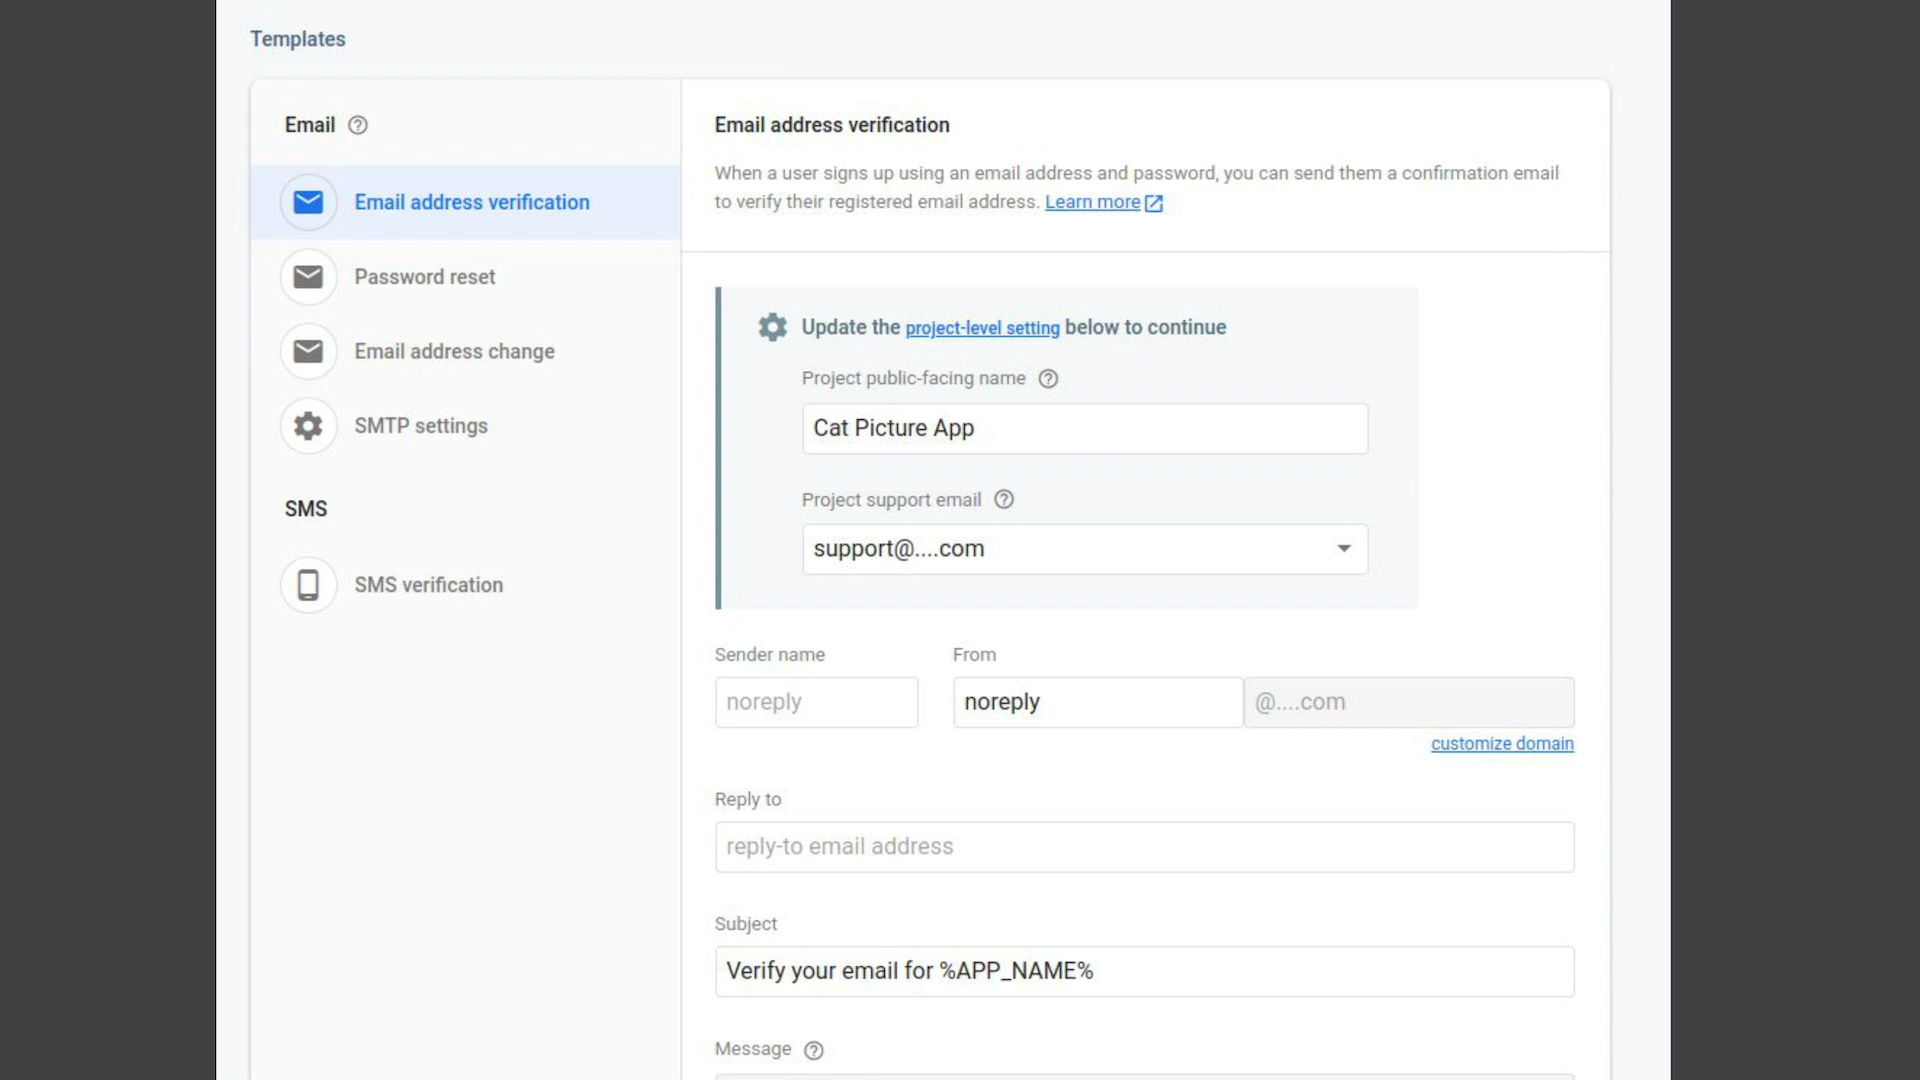 Templates
Email
Email address verification
Password reset
Email address change
SMTP settings
SMS
SMS verification
Email address verification
When a user signs up using an email address and password, you can send them a confirmation email
to verify their registered email address. Learn more
Update the project-level setting below to continue
Project public-facing name
Cat Picture App
Project support email
support@....com
Sender name
From
noreply
noreply
@....com
customize domain
Reply to
reply-to email address
Subject
Verify your email for %APP_NAME%
Message